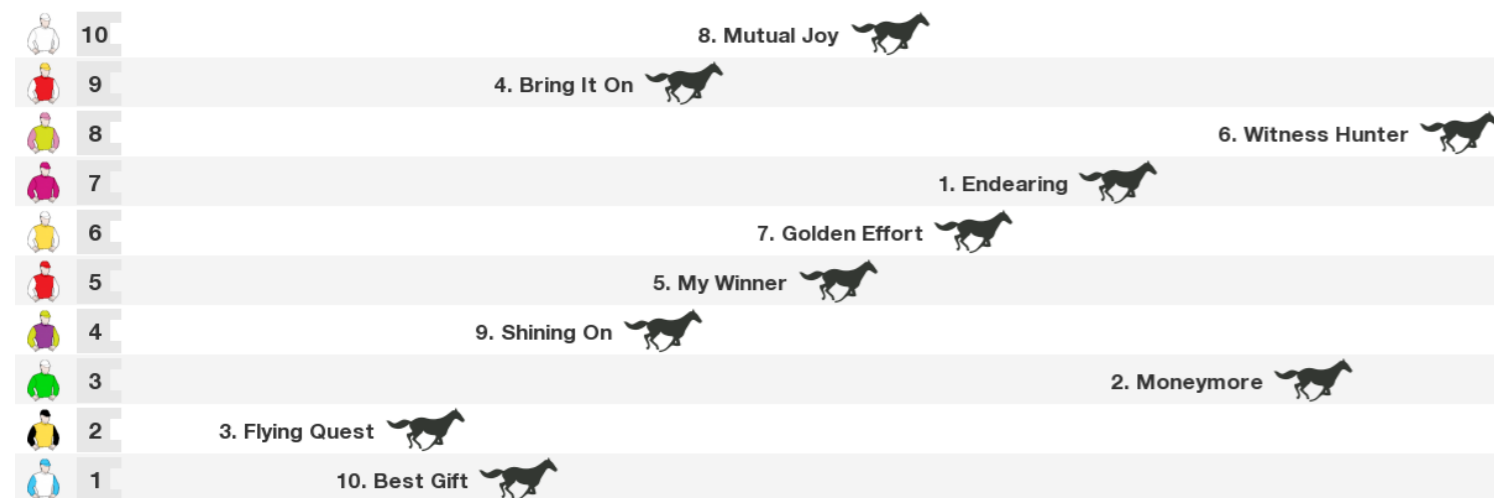 10 8. Mutual Joy
9 4. Bring It On
8 6. Witness Hunter
7 1. Endearing
6 7. Golden Effort
5 5. My Winner
4 9. Shining On
3 2. Moneymore
2 3. Flying Quest
1 10. Best Gift